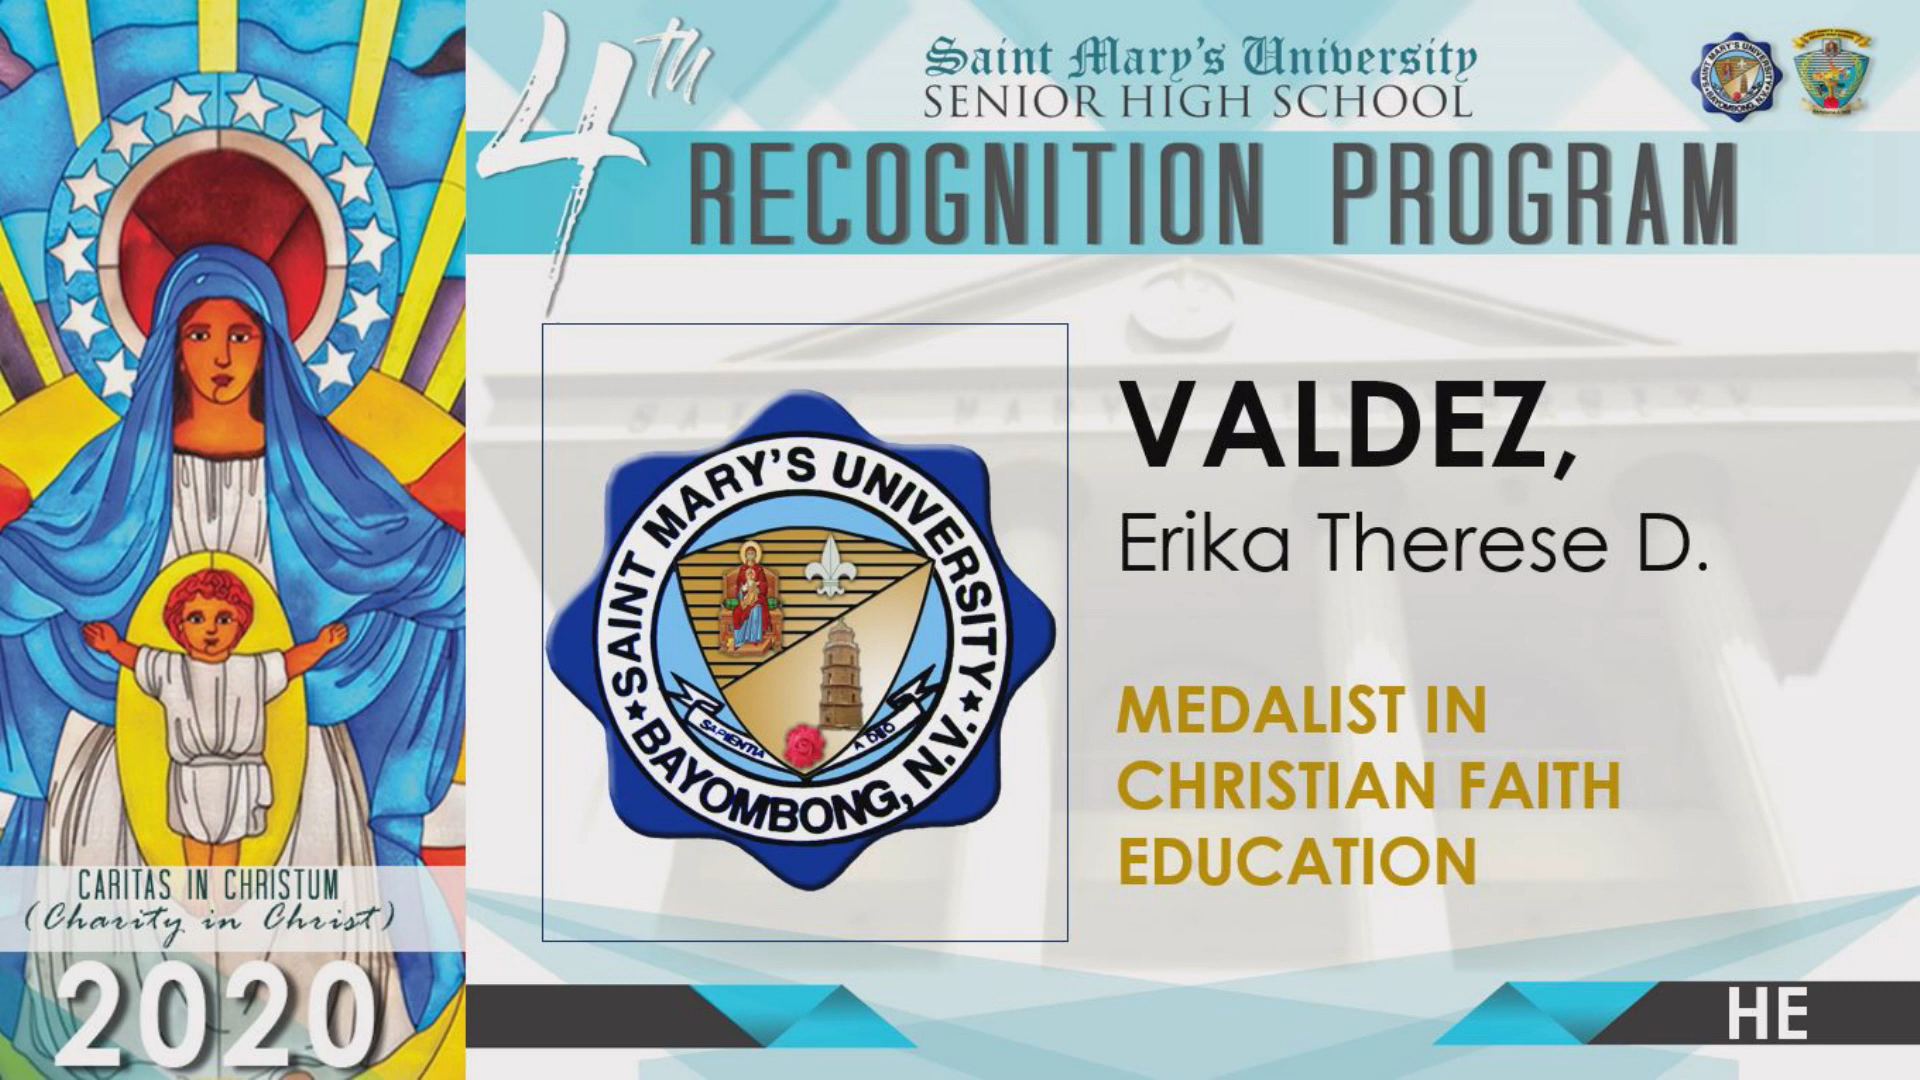 4TH
Saint Mary's University
SENIOR HIGH SCHOOL
RECOGNITION PROGRAM
SAINT MARY'S UNIVERSITY
BAYOMBONG, N.V.
SAPIENTIA A DEO
VALDEZ,
Erika Therese D.
MEDALIST IN
CHRISTIAN FAITH
EDUCATION
CARITAS IN CHRISTUM
(Charity in Christ)
2020
HE